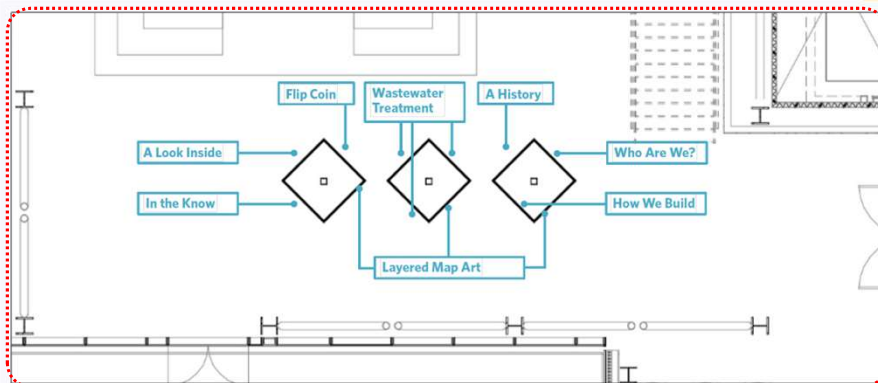 Flip Coin
Wastewater
Treatment
A History
A Look Inside
Who Are We?
In the Know
How We Build
Layered Map Art